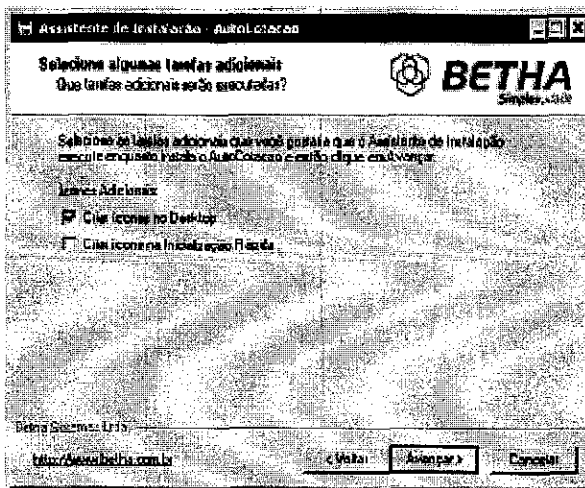 Assistente de Instalação - AutoCotacao
Selecione algumas tarefas adicionais
Que tarefas adicionais serão executadas?
BETHA
Simples
Selecione as tarefas adicionais que você gostaria que o Assistente de Instalação
execute enquanto instala o AutoCotacao e então clique em Avançar.
Ícones Adicionais:
Criar ícones no Desktop
Criar ícone na Inicialização Rápida
Betha Sistemas Ltda
http://www.betha.com.br
< Voltar
Avançar >
Cancelar